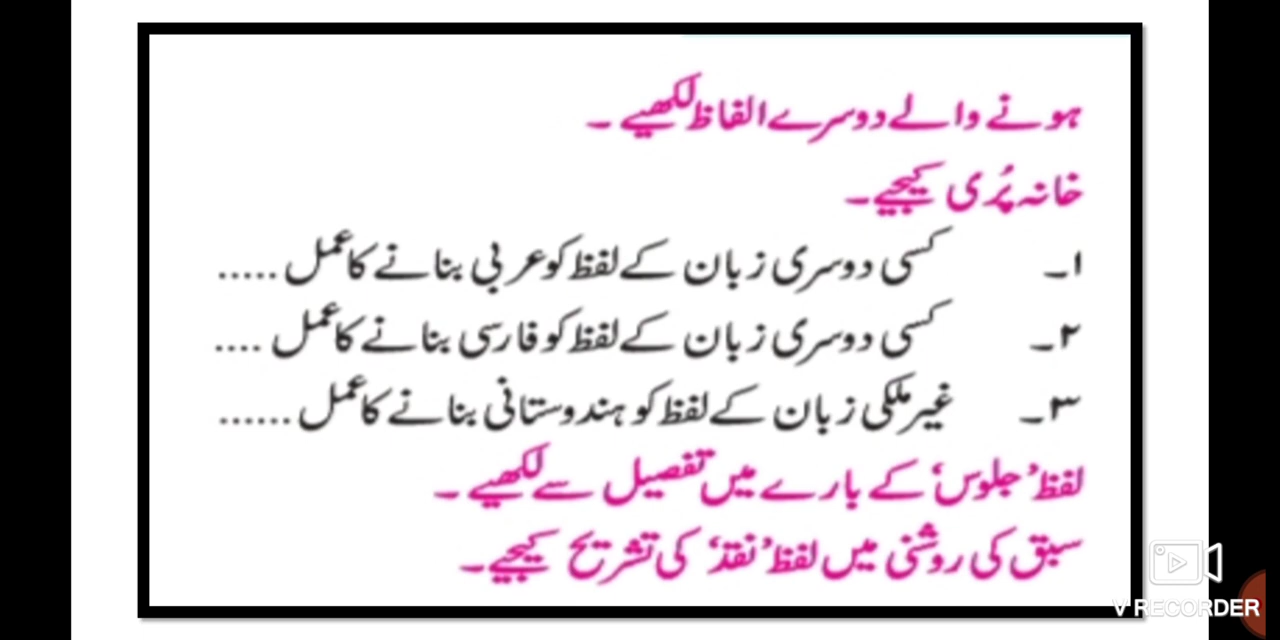 ہونے والے دوسرے الفاظ لکھیے ۔
خانہ پُری کیجیے ۔
۱۔ کسی دوسری زبان کے لفظ کو عربی بنانے کا عمل .....
۲۔ کسی دوسری زبان کے لفظ کو فارسی بنانے کا عمل ....
۳۔ غیر ملکی زبان کے لفظ کو ہندوستانی بنانے کا عمل ......
لفظ ’جلوس‘ کے بارے میں تفصیل سے لکھیے ۔
سبق کی روشنی میں لفظ ’نقد‘ کی تشریح کیجیے ۔
V RECORDER